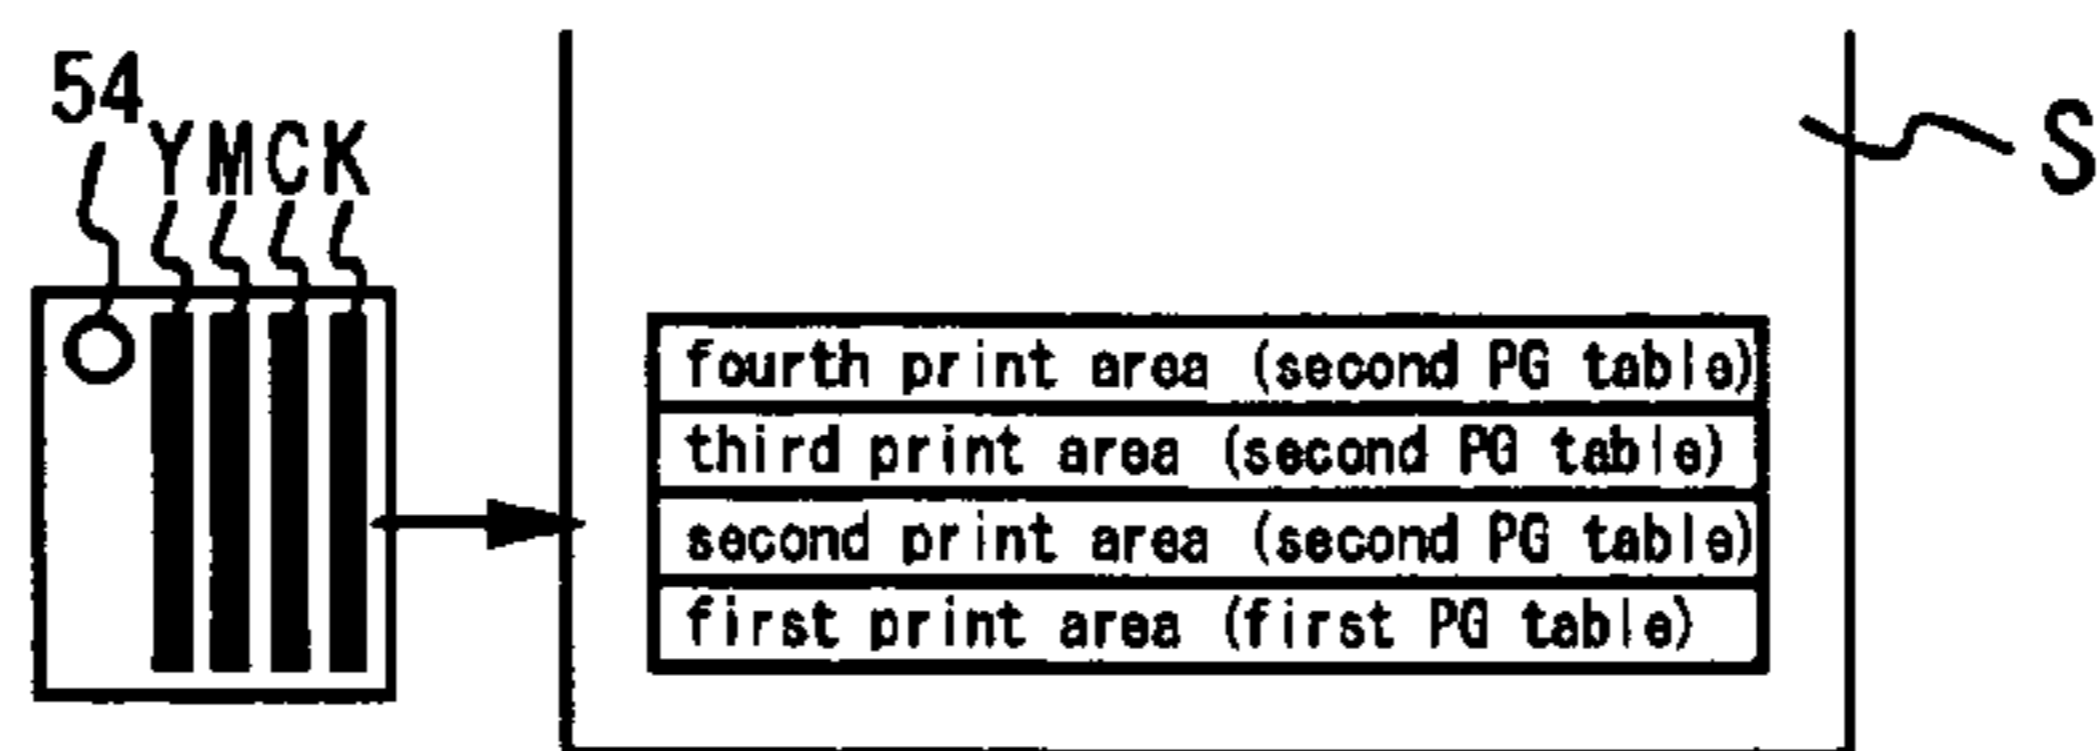 54
Y M C K
S
fourth print area (second PG table)
third print area (second PG table)
second print area (second PG table)
first print area (first PG table)